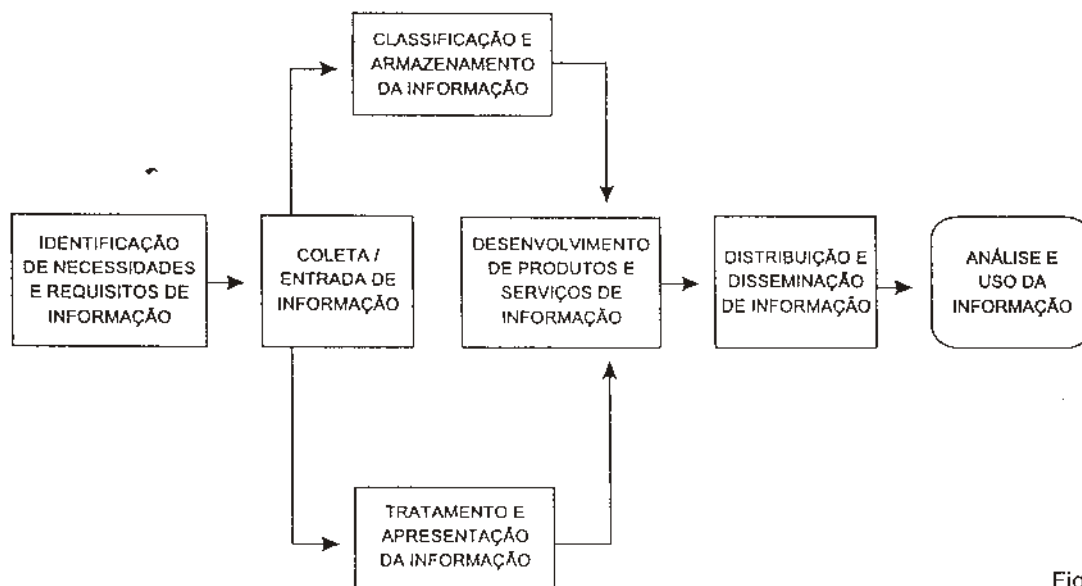 CLASSIFICAÇÃO E
ARMAZENAMENTO
DA INFORMAÇÃO
IDENTIFICAÇÃO
DE NECESSIDADES
E REQUISITOS DE
INFORMAÇÃO
COLETA /
ENTRADA DE
INFORMAÇÃO
DESENVOLVIMENTO
DE PRODUTOS E
SERVIÇOS DE
INFORMAÇÃO
DISTRIBUIÇÃO E
DISSEMINAÇÃO
DE INFORMAÇÃO
ANÁLISE E
USO DA
INFORMAÇÃO
TRATAMENTO E
APRESENTAÇÃO
DA INFORMAÇÃO
Fig